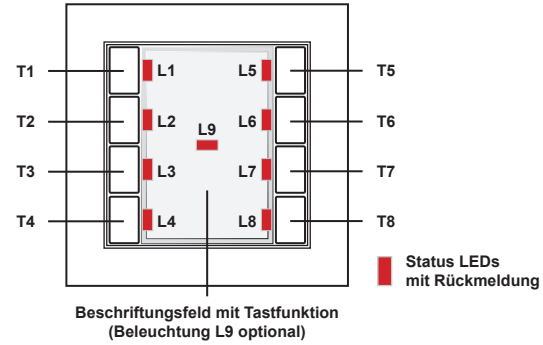 T1 L1 L5 T5
T2 L2 L6 T6
L9
T3 L3 L7 T7
T4 L4 L8 T8
Status LEDs
mit Rückmeldung
Beschriftungsfeld mit Tastfunktion
(Beleuchtung L9 optional)